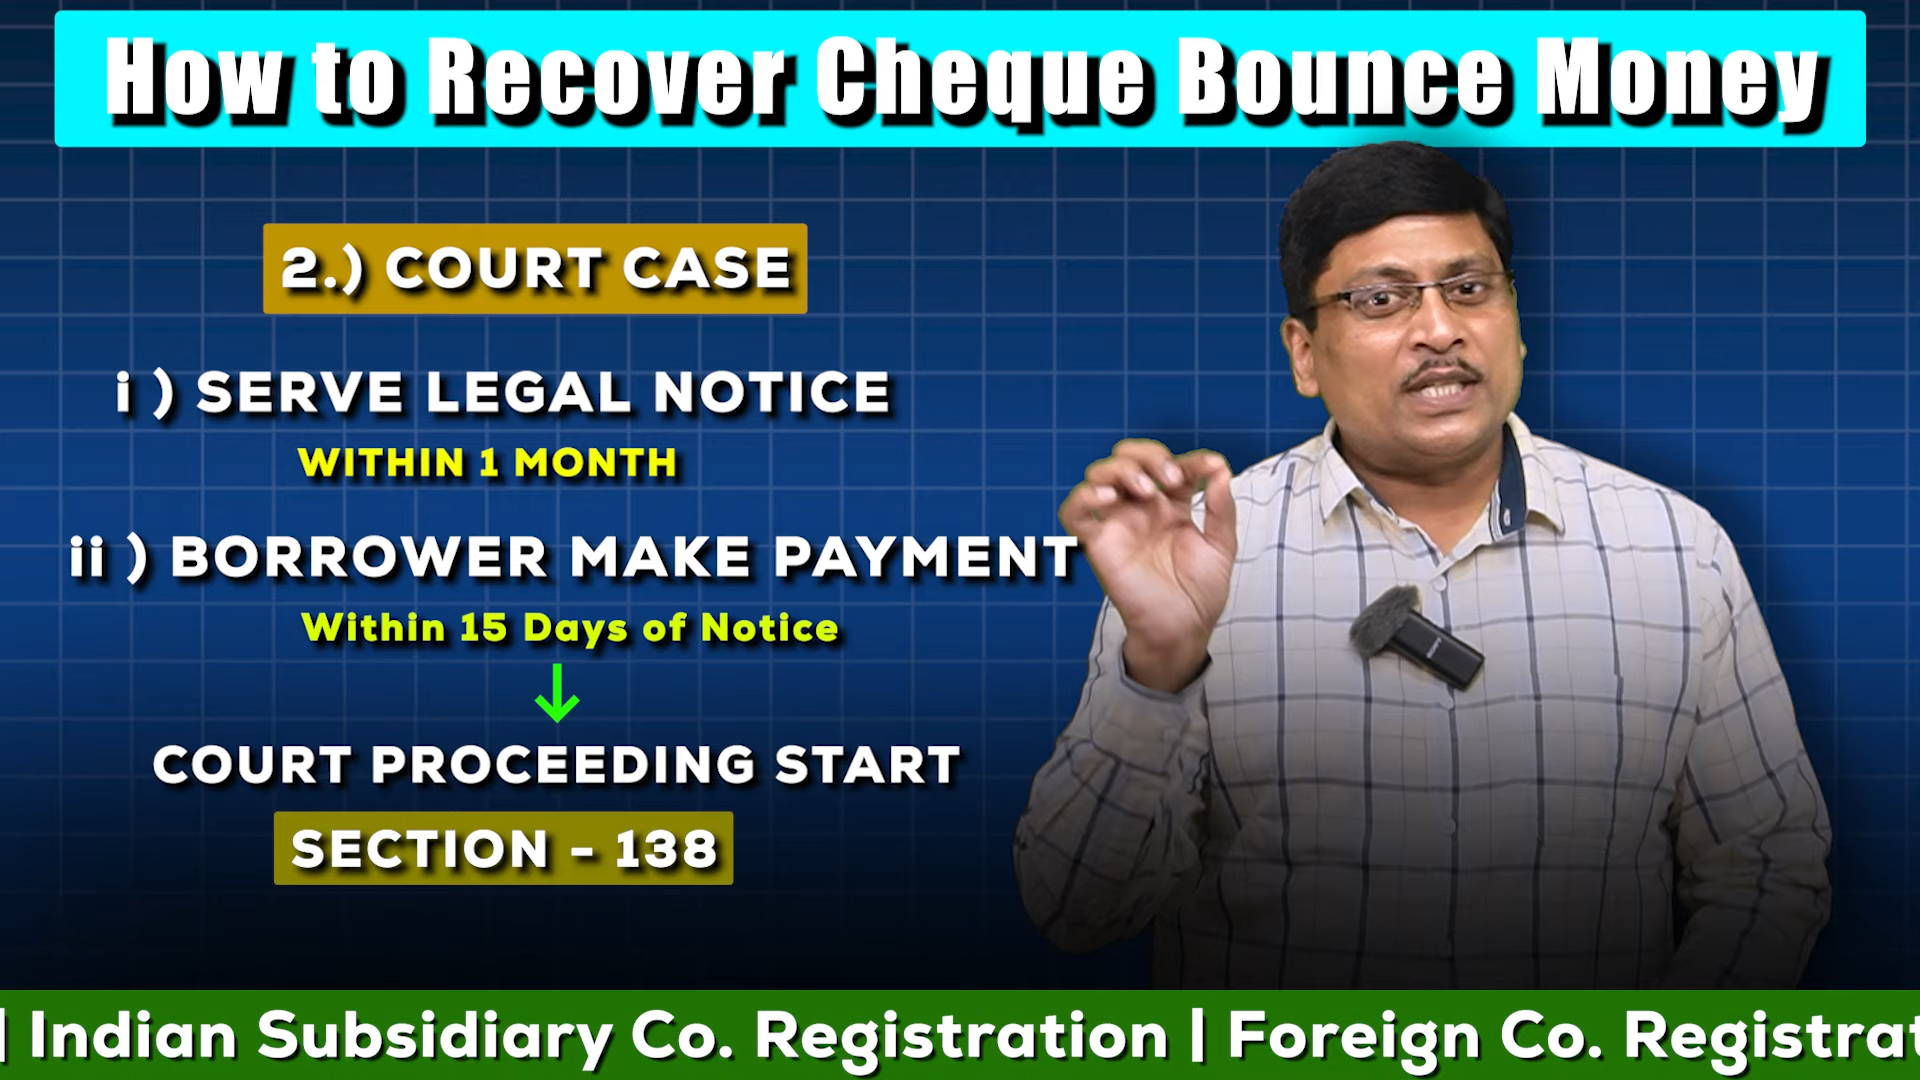 How to Recover Cheque Bounce Money
2.) COURT CASE
i ) SERVE LEGAL NOTICE
WITHIN 1 MONTH
ii ) BORROWER MAKE PAYMENT
Within 15 Days of Notice
COURT PROCEEDING START
SECTION - 138
| Indian Subsidiary Co. Registration | Foreign Co. Registrat